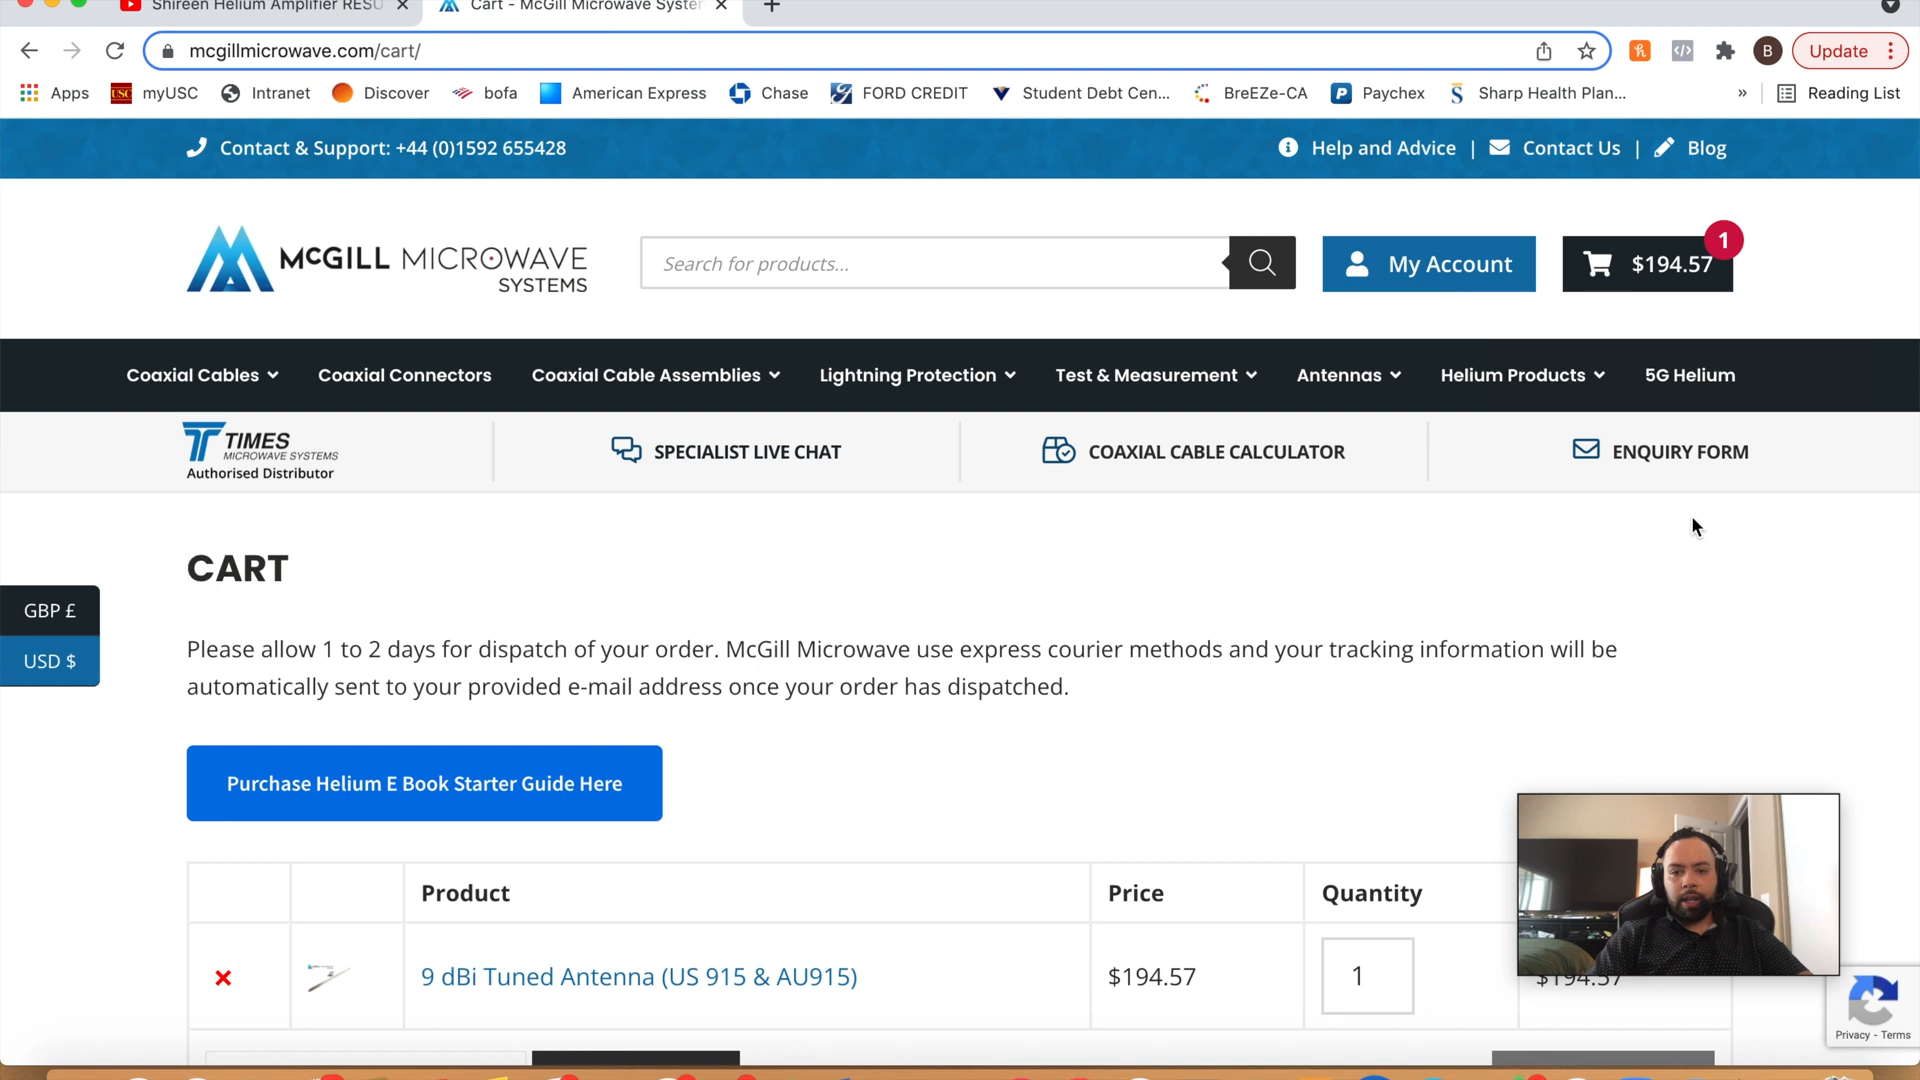 Shireen Helium Amplifier RESU
Cart - McGill Microwave Syster
mcgillmicrowave.com/cart/
B
Update
Apps
USC
myUSC
Intranet
Discover
bofa
American Express
Chase
FORD CREDIT
Student Debt Cen...
BreEZe-CA
P
Paychex
S
Sharp Health Plan...
»
Reading List
Contact & Support: +44 (0)1592 655428
Help and Advice | Contact Us | Blog
McGILL MICROWAVE
SYSTEMS
Search for products...
My Account
$194.57
1
Coaxial Cables
Coaxial Connectors
Coaxial Cable Assemblies
Lightning Protection
Test & Measurement
Antennas
Helium Products
5G Helium
TIMES
MICROWAVE SYSTEMS
Authorised Distributor
SPECIALIST LIVE CHAT
COAXIAL CABLE CALCULATOR
ENQUIRY FORM
CART
GBP £
USD $
Please allow 1 to 2 days for dispatch of your order. McGill Microwave use express courier methods and your tracking information will be
automatically sent to your provided e-mail address once your order has dispatched.
Purchase Helium E Book Starter Guide Here
Product Price Quantity
9 dBi Tuned Antenna (US 915 & AU915) $194.57 1 $194.57
Privacy - Terms